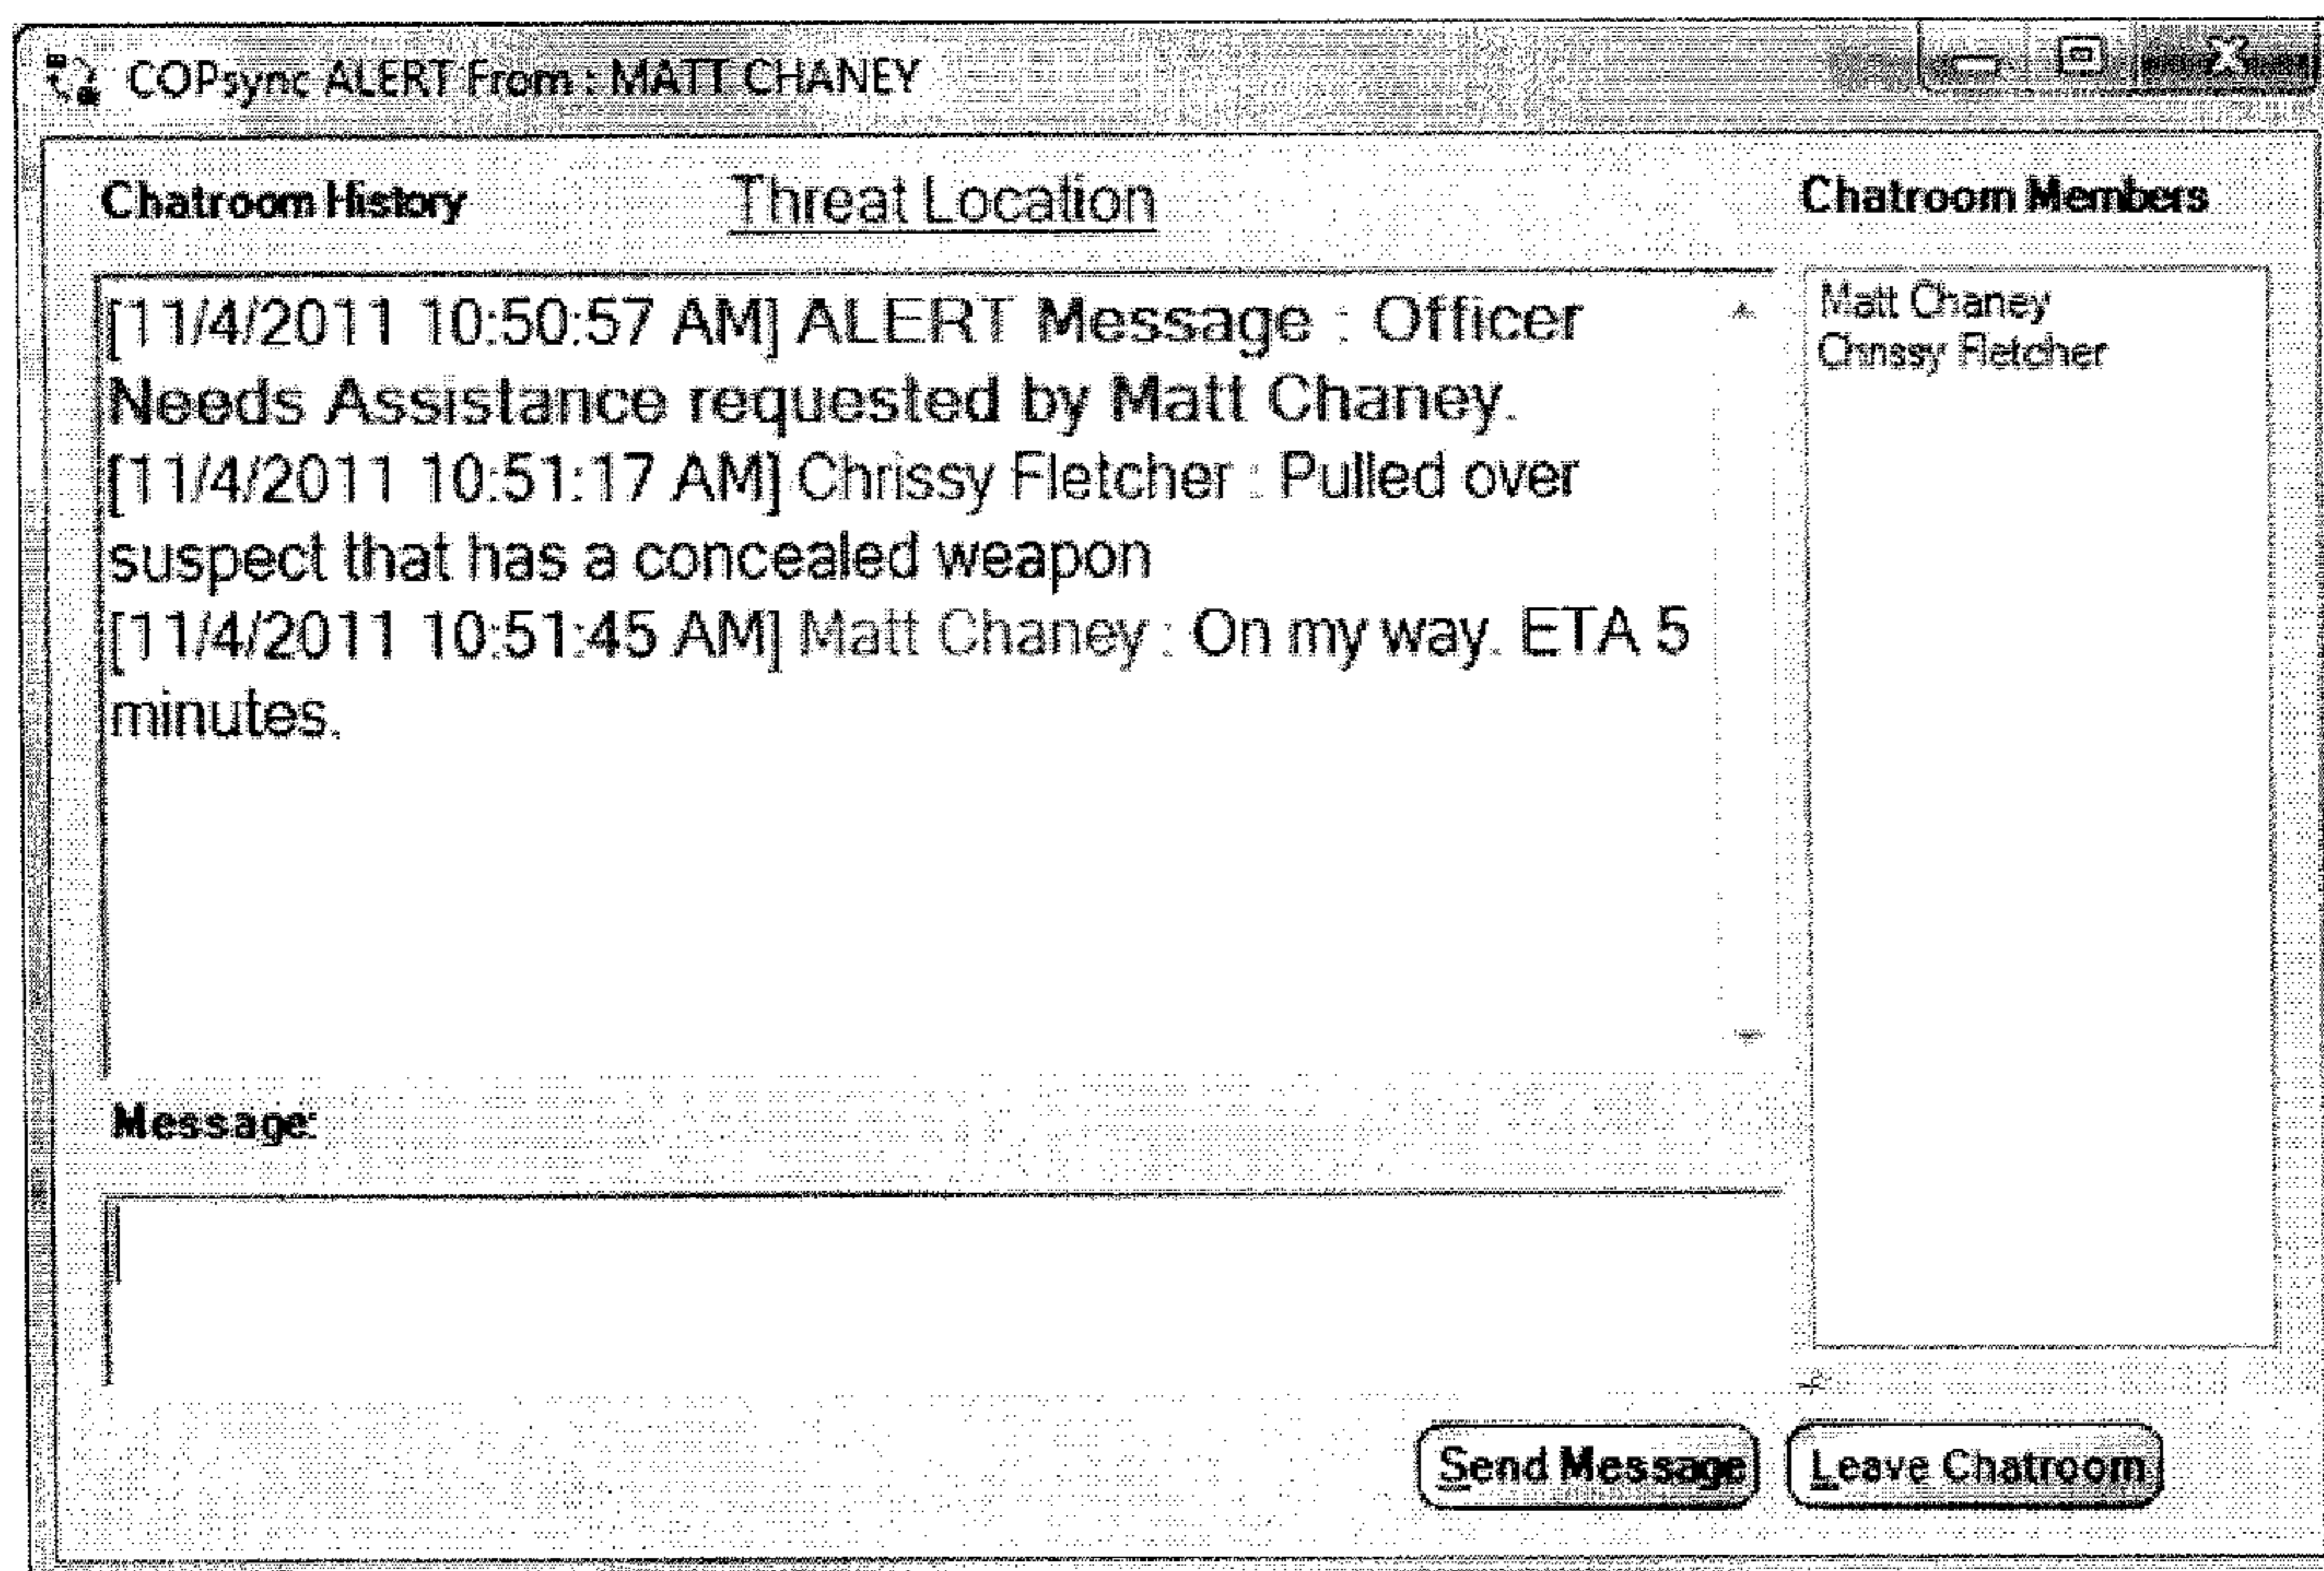 COPsync ALERT From : MATT CHANEY
Chatroom History
Threat Location
Chatroom Members
[11/4/2011 10:50:57 AM] ALERT Message : Officer
Needs Assistance requested by Matt Chaney.
[11/4/2011 10:51:17 AM] Chrissy Fletcher : Pulled over
suspect that has a concealed weapon
[11/4/2011 10:51:45 AM] Matt Chaney : On my way. ETA 5
minutes.
Matt Chaney
Chrissy Fletcher
Message:
Send Message
Leave Chatroom